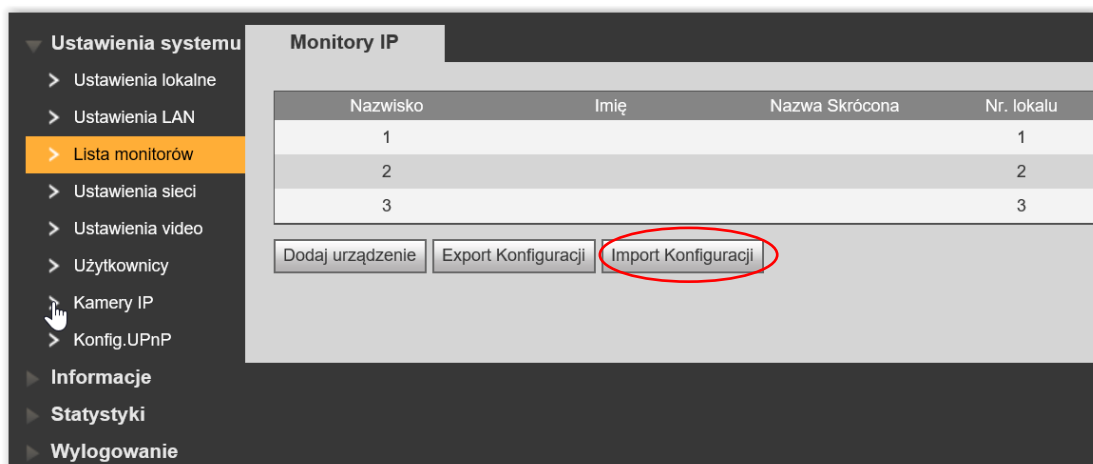 Ustawienia systemu
Ustawienia lokalne
Ustawienia LAN
Lista monitorów
Ustawienia sieci
Ustawienia video
Użytkownicy
Kamery IP
Konfig.UPnP
Informacje
Statystyki
Wylogowanie
Monitory IP
Nazwisko Imię Nazwa Skrócona Nr. lokalu
1 1
2 2
3 3
Dodaj urządzenie Export Konfiguracji Import Konfiguracji